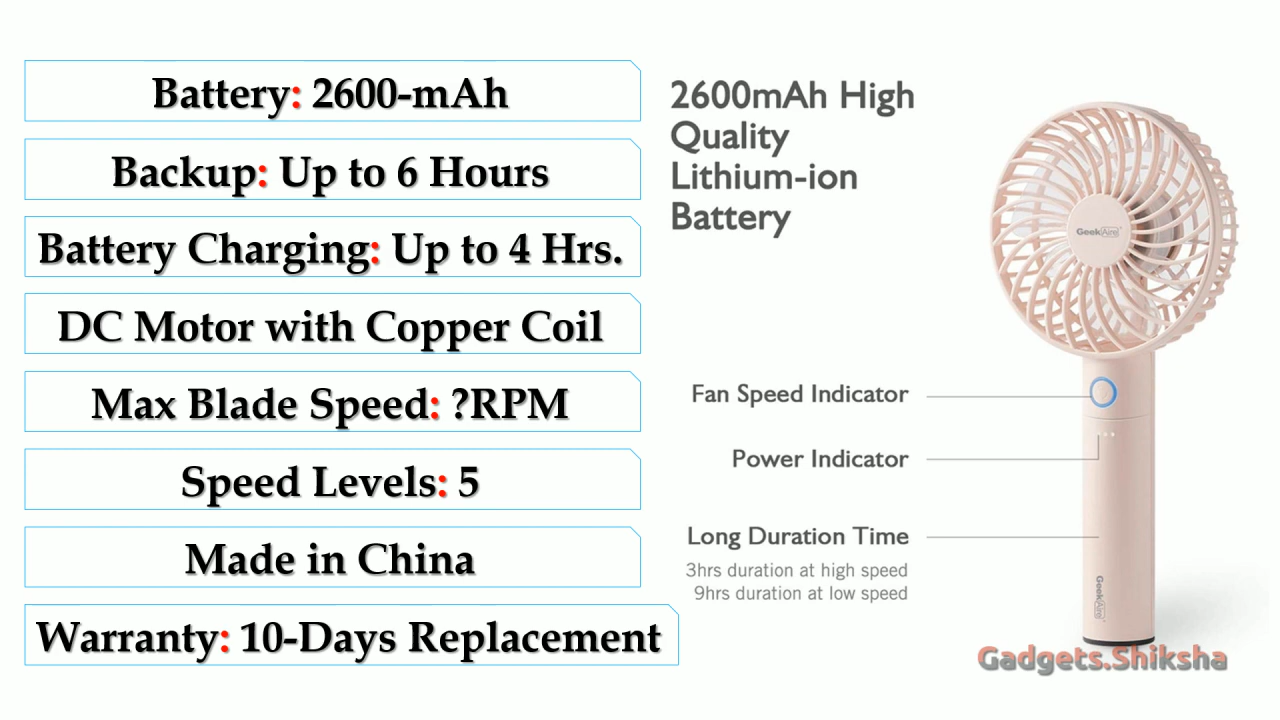 Battery: 2600-mAh
Backup: Up to 6 Hours
Battery Charging: Up to 4 Hrs.
DC Motor with Copper Coil
Max Blade Speed: ?RPM
Speed Levels: 5
Made in China
Warranty: 10-Days Replacement
2600mAh High
Quality
Lithium-ion
Battery
GeekAire
Fan Speed Indicator
Power Indicator
Long Duration Time
3hrs duration at high speed
9hrs duration at low speed
GeekAire
Gadgets.Shiksha